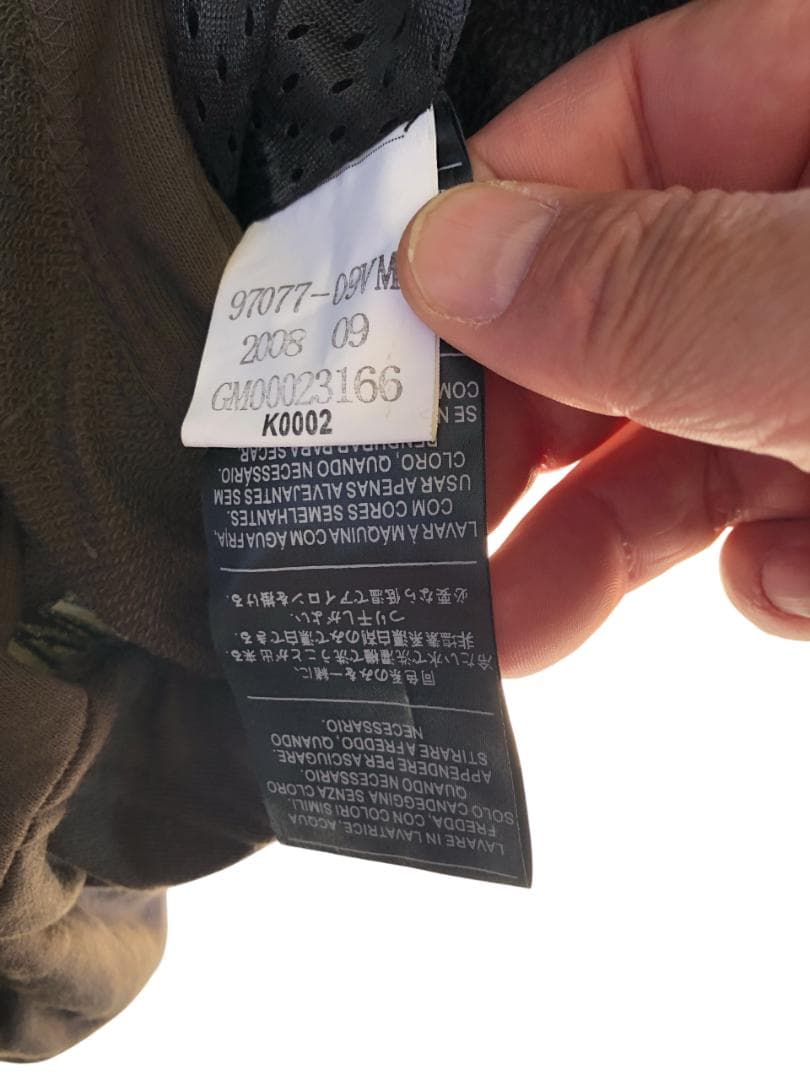 97077-09VM
2008 09
GM00023166
K0002
LAVARE IN LAVATRICE, ACQUA
FREDDA, CON COLORI SIMILI.
SOLO CANDEGGINA SENZA CLORO
QUANDO NECESSARIO.
APPENDERE PER ASCIUGARE.
STIRARE A FREDDO, QUANDO
NECESSARIO.
同色系のみを一緒に、
冷たい水で洗濯機で洗うことが出来る。
非塩素系漂白剤のみで漂白できる。
つり干しがよい。
必要なら低温でアイロンを掛ける。
LAVAR À MÁQUINA COM ÁGUA FRIA,
COM CORES SEMELHANTES.
USAR APENAS ALVEJANTES SEM
CLORO, QUANDO NECESSÁRIO.
PENDURAR PARA SECAR
SE
COM